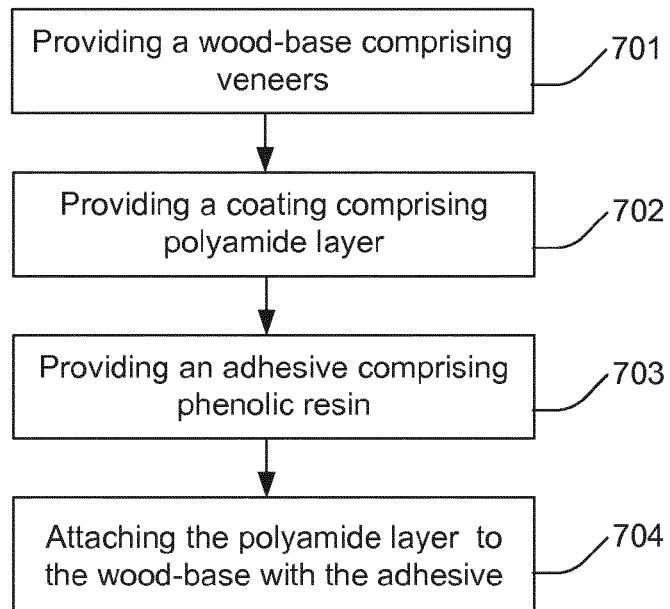 Providing a wood-base comprising
veneers
701
Providing a coating comprising
polyamide layer
702
Providing an adhesive comprising
phenolic resin
703
Attaching the polyamide layer to
the wood-base with the adhesive
704